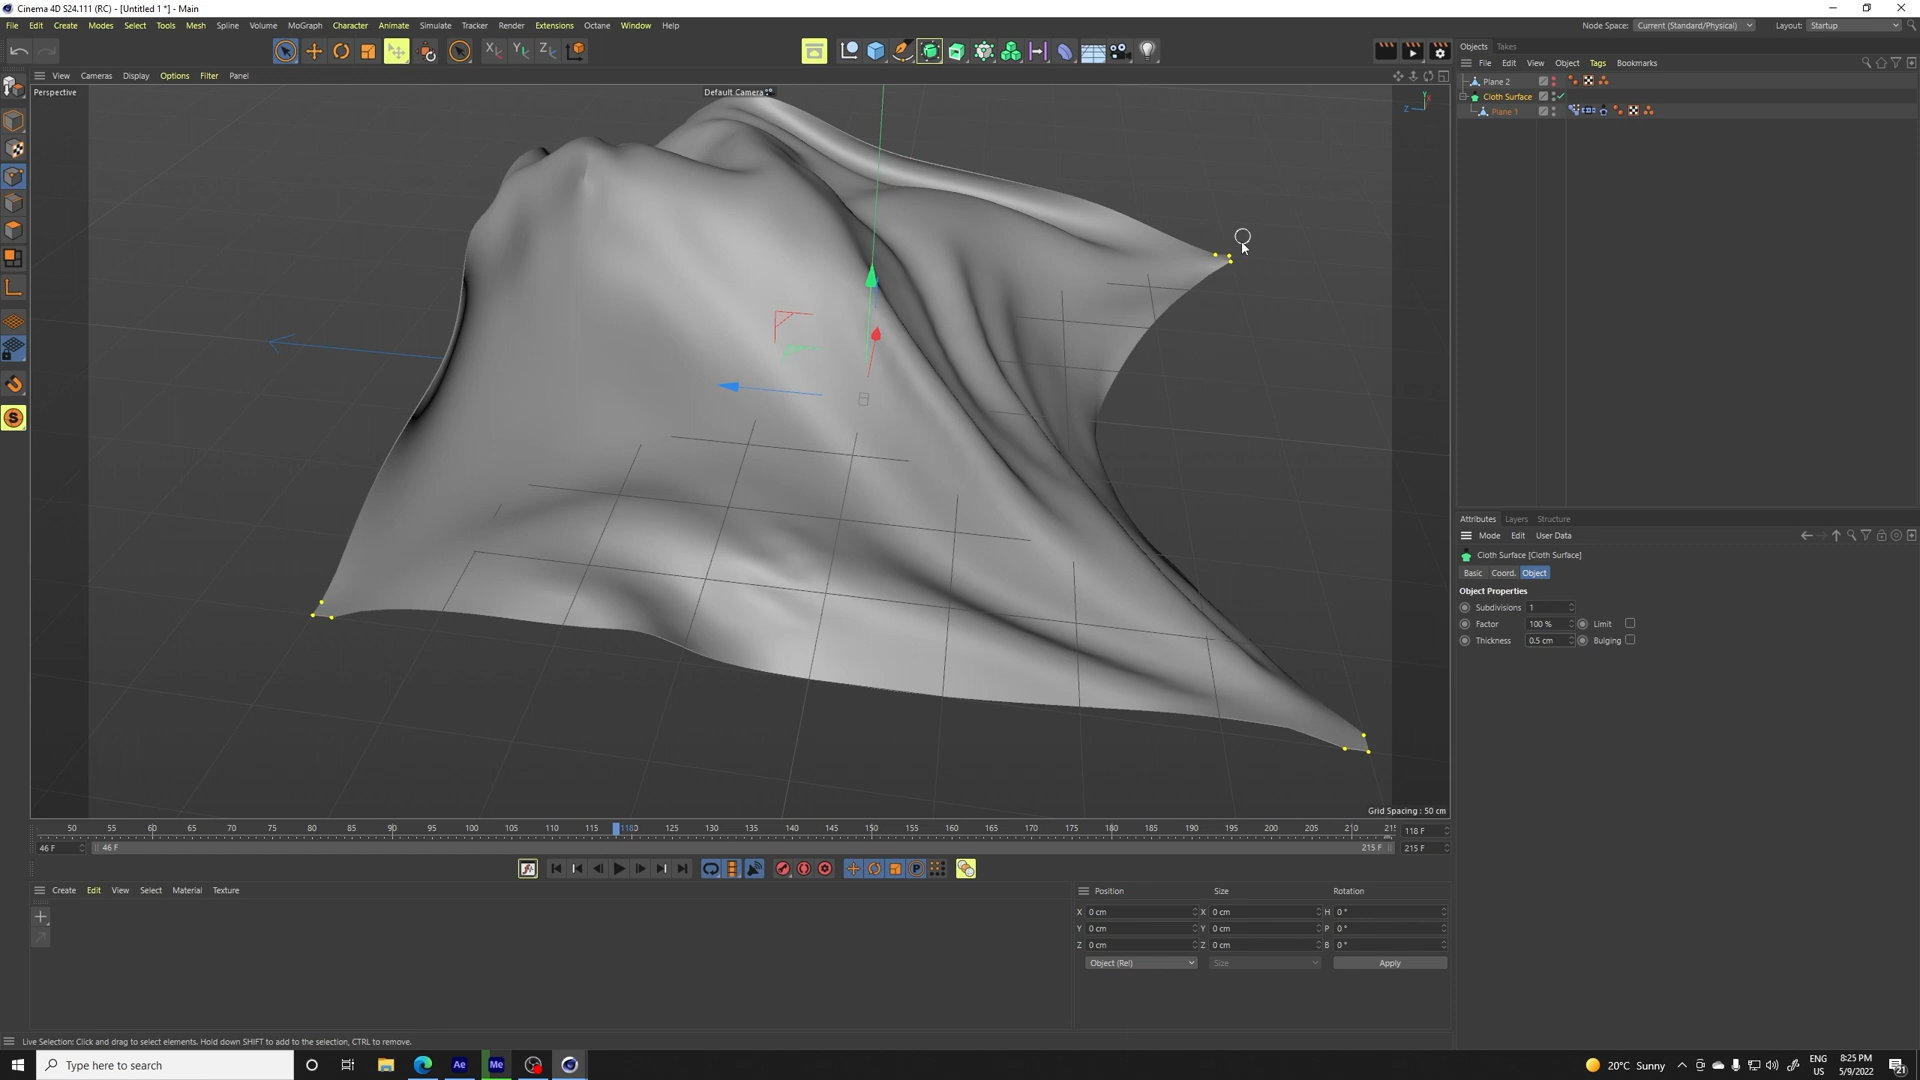 Cinema 4D S24.111 (RC) - [Untitled 1 *] - Main
File Edit Create Modes Select Tools Mesh Spline Volume MoGraph Character Animate Simulate Tracker Render Extensions Octane Window Help
Node Space: Current (Standard/Physical) Layout: Startup
X Y Z
Objects Takes
File Edit View Object Tags Bookmarks
View Cameras Display Options Filter Panel
Perspective
Default Camera
Plane 2
Cloth Surface
Plane 1
Y
Z
X
Attributes Layers Structure
Mode Edit User Data
Cloth Surface [Cloth Surface]
Basic Coord. Object
Object Properties
Subdivisions 1
Factor 100 % Limit
Thickness 0.5 cm Bulging
S
Grid Spacing : 50 cm
50 55 60 65 70 75 80 85 90 95 100 105 110 115 118 125 130 135 140 145 150 155 160 165 170 175 180 185 190 195 200 205 210 215
118 F
46 F 46 F 215 F 215 F
P
Create Edit View Select Material Texture
Position Size Rotation
X 0 cm X 0 cm H 0 °
Y 0 cm Y 0 cm P 0 °
Z 0 cm Z 0 cm B 0 °
Object (Rel) Size Apply
Live Selection: Click and drag to select elements. Hold down SHIFT to add to the selection, CTRL to remove.
Type here to search
Ae Me
20°C Sunny
ENG
US
8:25 PM
5/9/2022
21